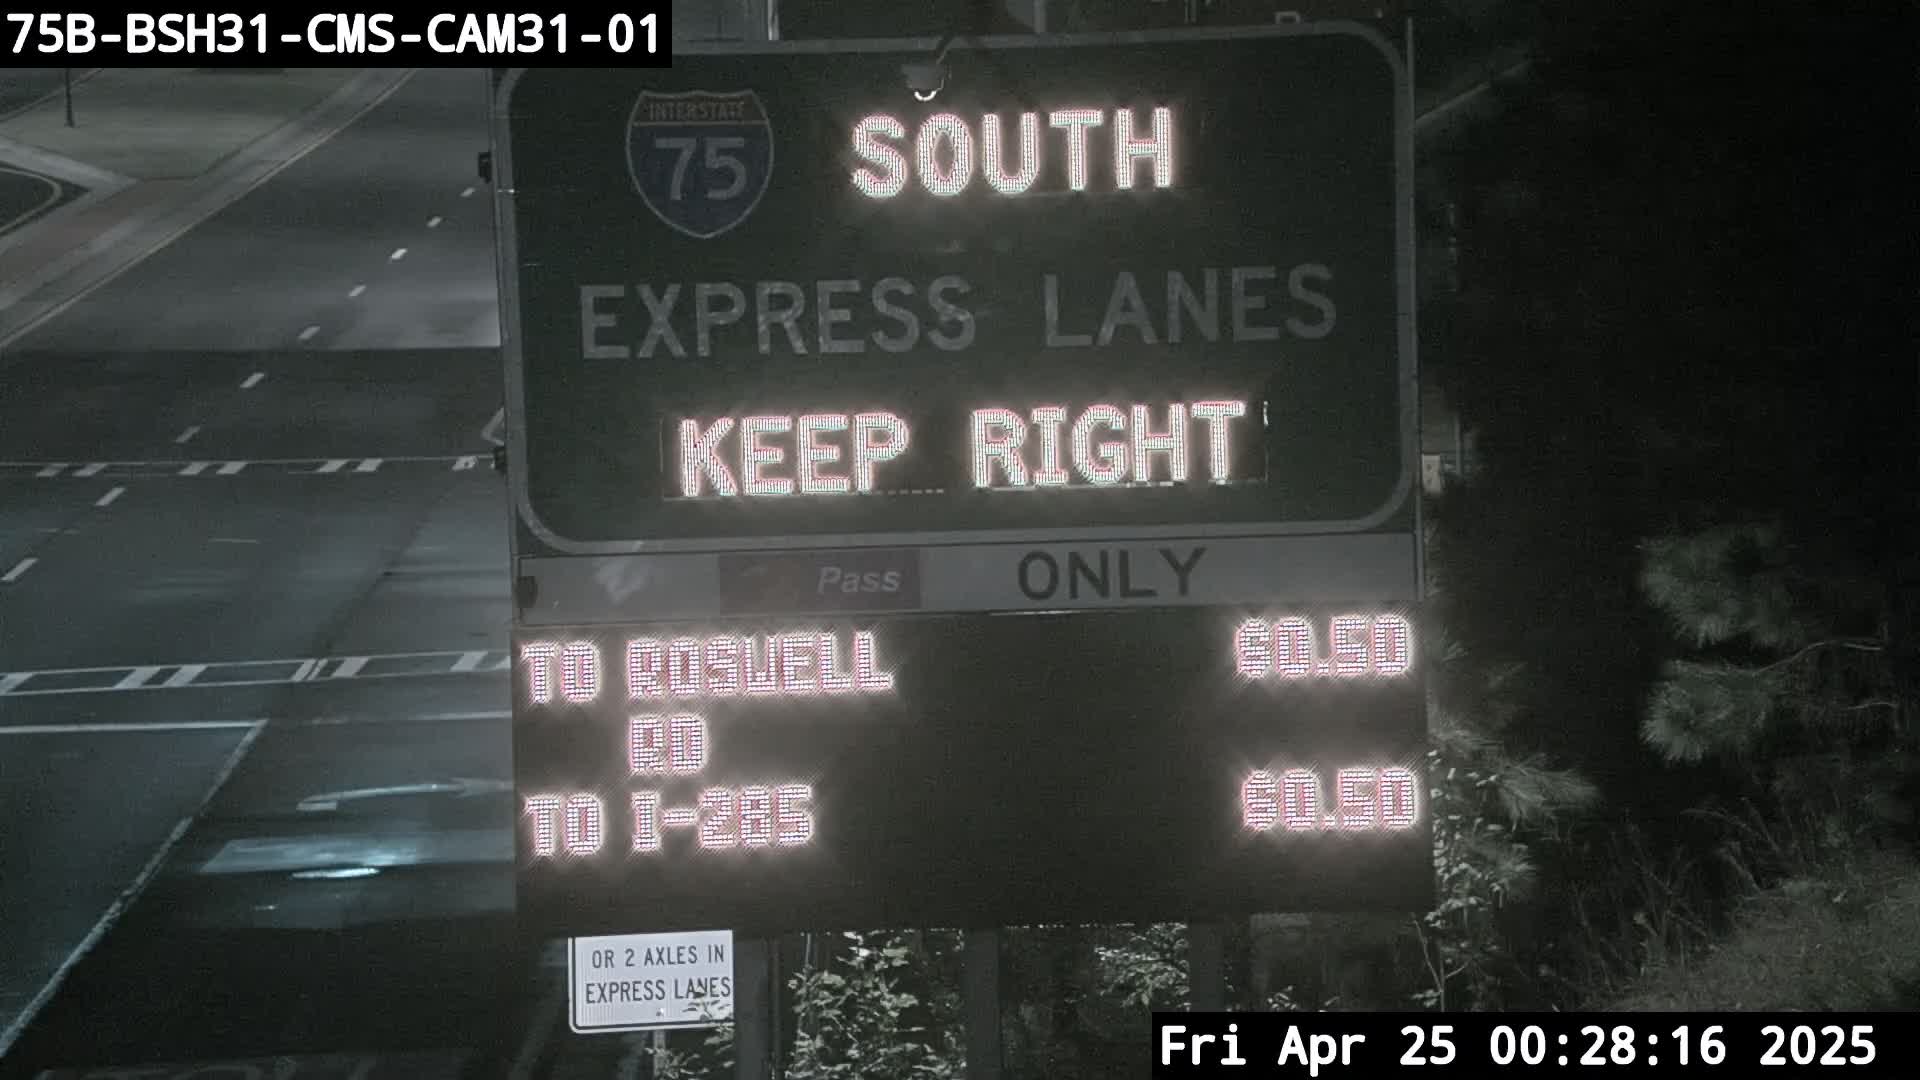 75B-BSH31-CMS-CAM31-01
INTERSTATE
75
SOUTH
EXPRESS LANES
KEEP RIGHT
Pass ONLY
TO ROSWELL $0.50
RD
TO I-285 $0.50
OR 2 AXLES IN
EXPRESS LANES
Fri Apr 25 00:28:16 2025